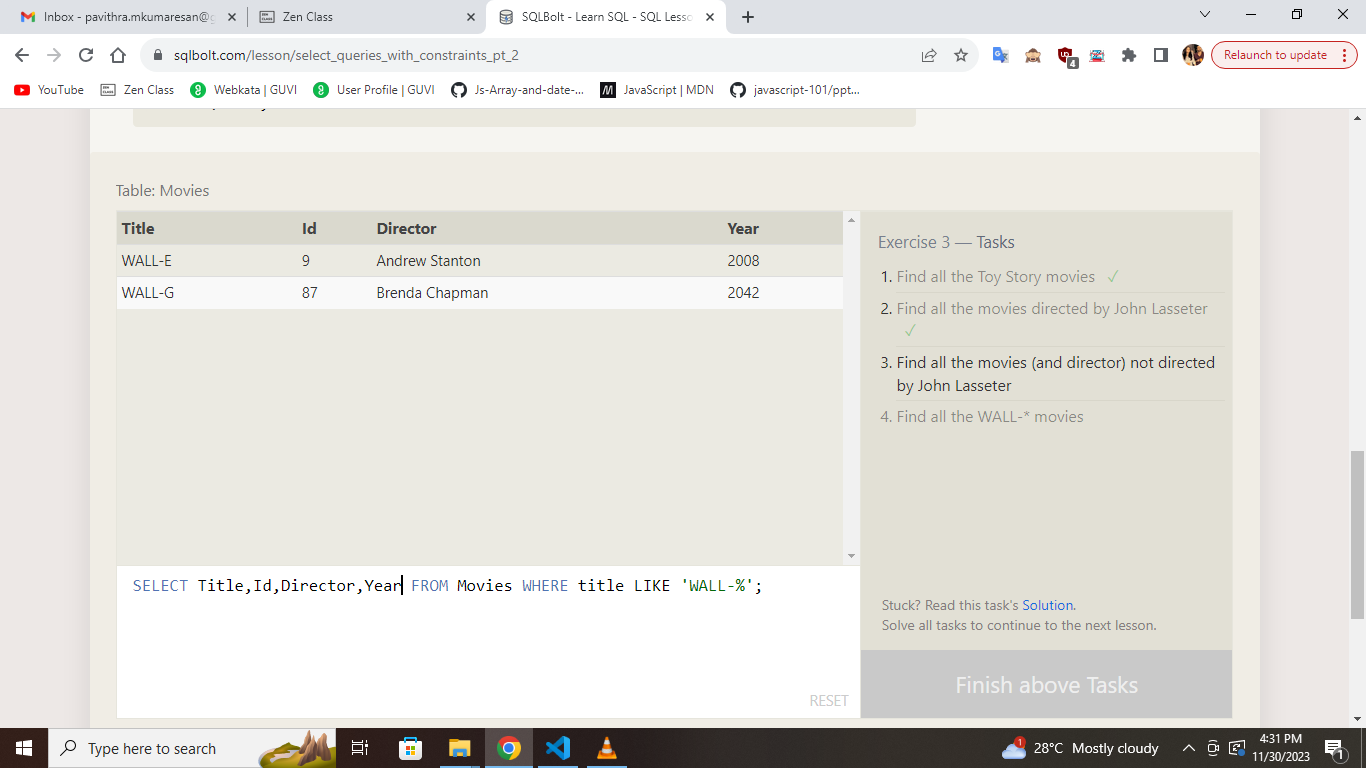 Inbox - pavithra.mkumaresan@g
Zen Class
SQLBolt - Learn SQL - SQL Lesso
sqlbolt.com/lesson/select_queries_with_constraints_pt_2
4
Relaunch to update
YouTube
Zen Class
Webkata | GUVI
User Profile | GUVI
Js-Array-and-date-...
JavaScript | MDN
javascript-101/ppt...
Table: Movies
Title Id Director Year
WALL-E 9 Andrew Stanton 2008
WALL-G 87 Brenda Chapman 2042
Exercise 3 — Tasks
1. Find all the Toy Story movies ✓
2. Find all the movies directed by John Lasseter
✓
3. Find all the movies (and director) not directed
by John Lasseter
4. Find all the WALL-* movies
SELECT Title,Id,Director,Year FROM Movies WHERE title LIKE 'WALL-%';
RESET
Stuck? Read this task's Solution.
Solve all tasks to continue to the next lesson.
Finish above Tasks
Type here to search
1
28°C Mostly cloudy
4:31 PM
11/30/2023
1